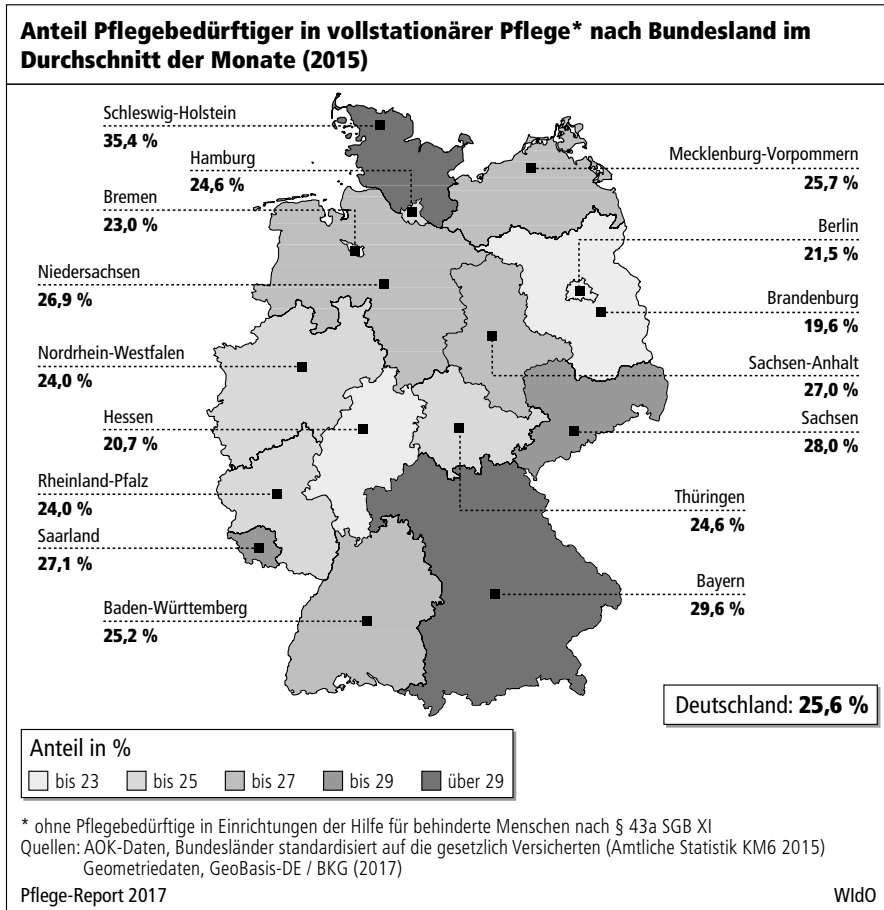 Anteil Pflegebedürftiger in vollstationärer Pflege* nach Bundesland im
Durchschnitt der Monate (2015)
Schleswig-Holstein
35,4 %
Hamburg
24,6 %
Bremen
23,0 %
Niedersachsen
26,9 %
Nordrhein-Westfalen
24,0 %
Hessen
20,7 %
Rheinland-Pfalz
24,0 %
Saarland
27,1 %
Baden-Württemberg
25,2 %
Mecklenburg-Vorpommern
25,7 %
Berlin
21,5 %
Brandenburg
19,6 %
Sachsen-Anhalt
27,0 %
Sachsen
28,0 %
Thüringen
24,6 %
Bayern
29,6 %
Deutschland: 25,6 %
Anteil in %
bis 23 bis 25 bis 27 bis 29 über 29
* ohne Pflegebedürftige in Einrichtungen der Hilfe für behinderte Menschen nach § 43a SGB XI
Quellen: AOK-Daten, Bundesländer standardisiert auf die gesetzlich Versicherten (Amtliche Statistik KM6 2015)
Geometriedaten, GeoBasis-DE / BKG (2017)
Pflege-Report 2017 WIdO